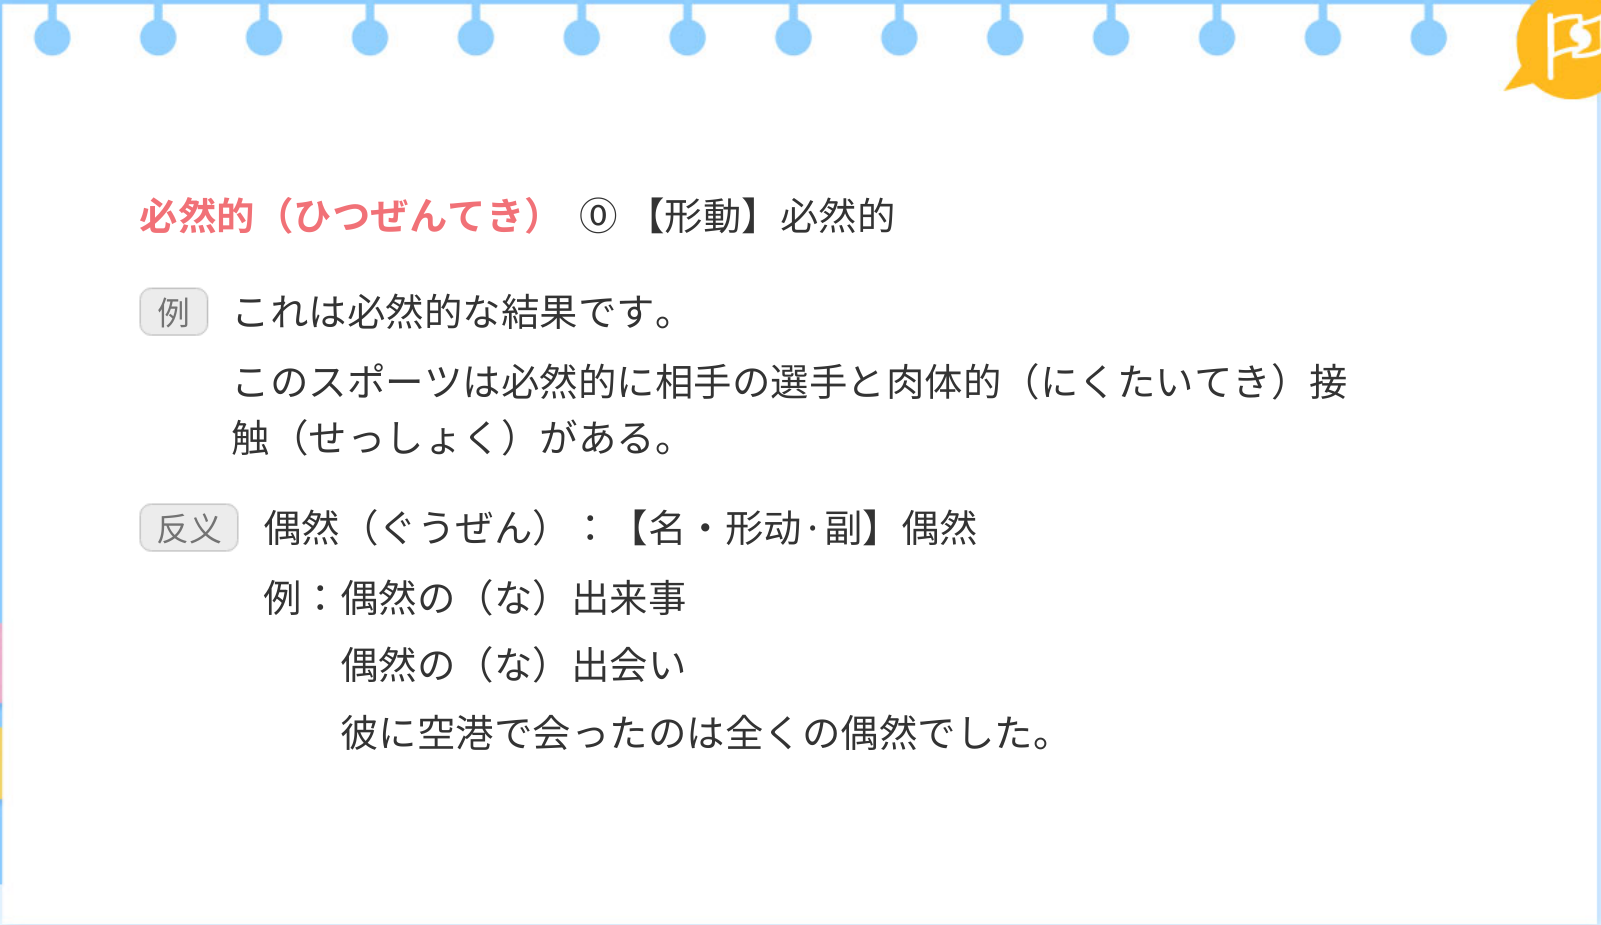 必然的（ひつぜんてき） ⓪ 【形動】必然的
例 これは必然的な結果です。
このスポーツは必然的に相手の選手と肉体的（にくたいてき）接
触（せっしょく）がある。
反义 偶然（ぐうぜん）：【名・形动·副】偶然
例：偶然の（な）出来事
偶然の（な）出会い
彼に空港で会ったのは全くの偶然でした。